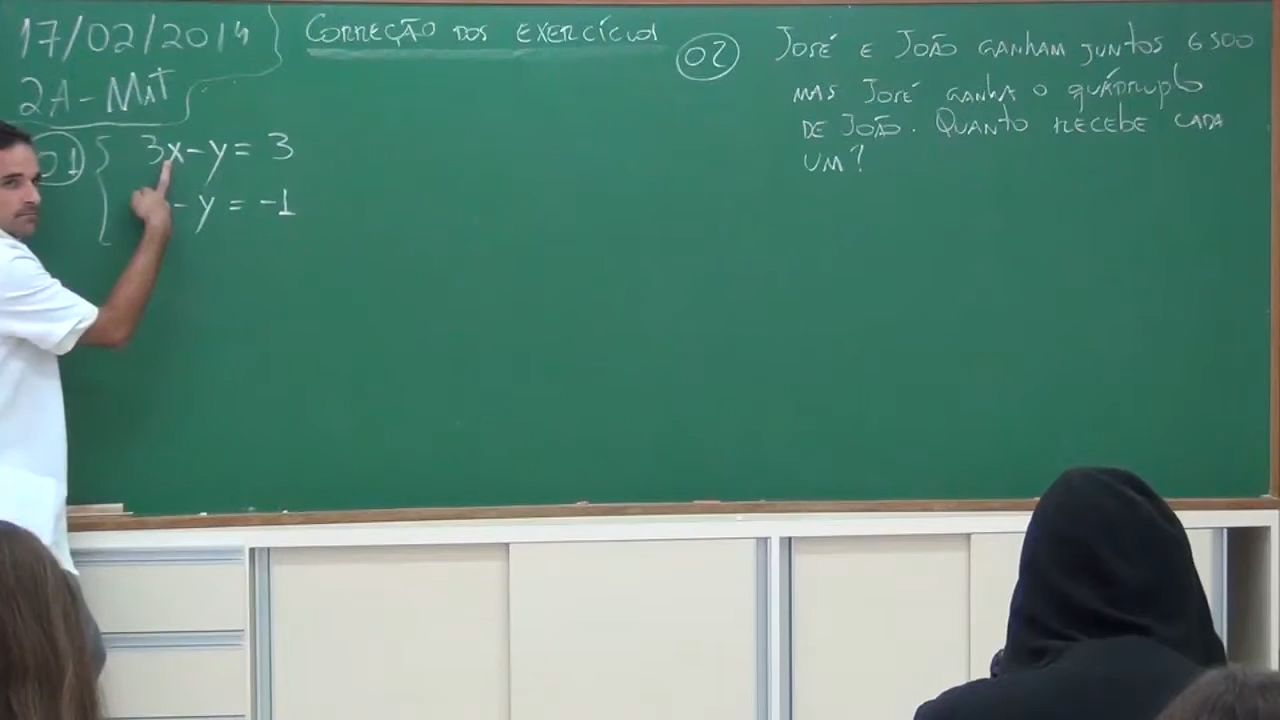 17/02/2014
2A-MAT
CORREÇÃO DOS EXERCÍCIOS
01 { 3x-y= 3
-y = -1
02 JOSÉ E JOÃO GANHAM JUNTOS 6500
MAS JOSÉ GANHA O QUÁDRUPLO
DE JOÃO. QUANTO RECEBE CADA
UM?